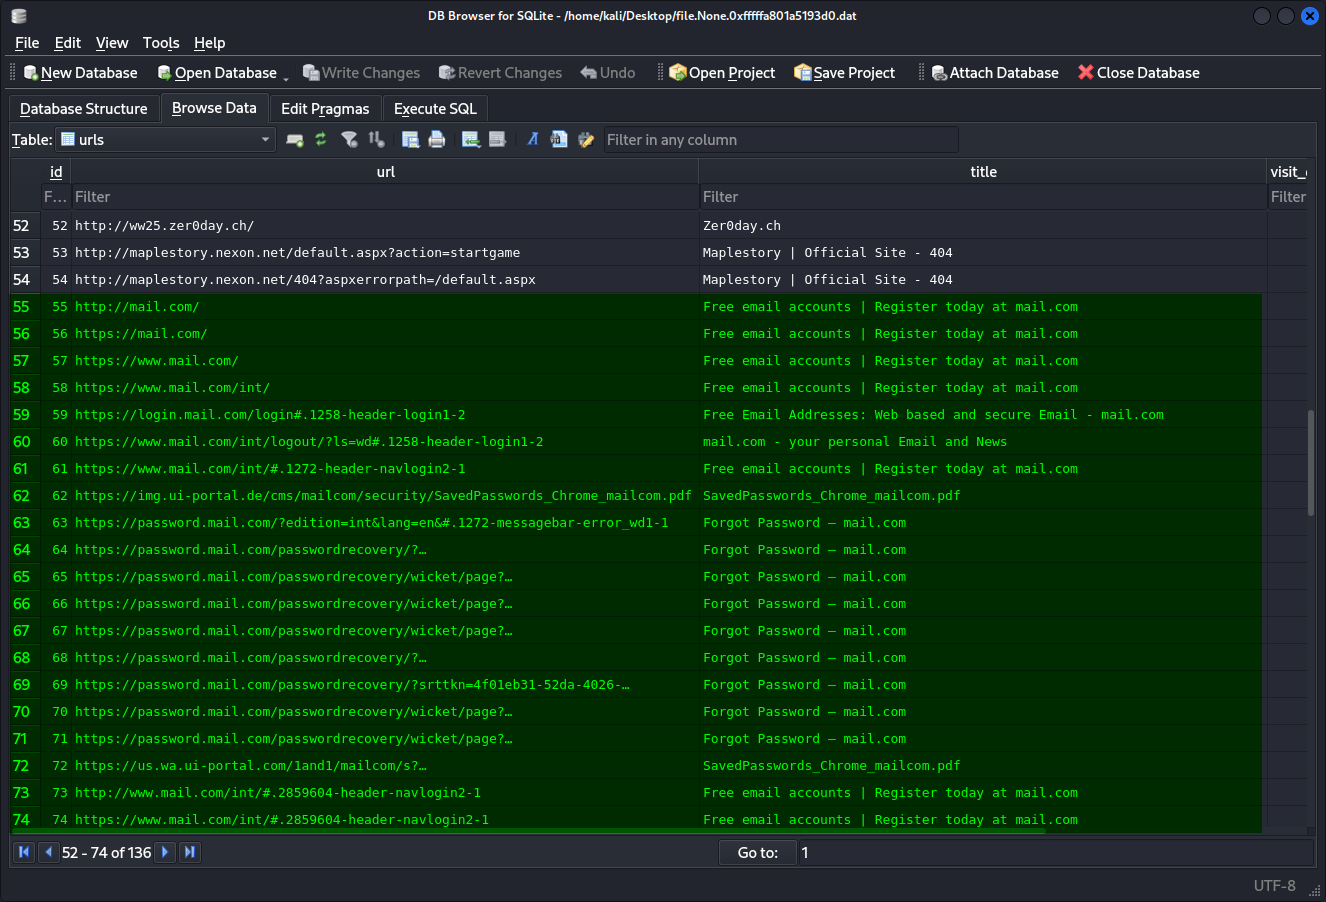 DB Browser for SQLite - /home/kali/Desktop/file.None.0xfffffa801a5193d0.dat
File Edit View Tools Help
New Database Open Database Write Changes Revert Changes Undo Open Project Save Project Attach Database Close Database
Database Structure Browse Data Edit Pragmas Execute SQL
Table: urls Filter in any column
id url title visit_
F… Filter Filter Filter
52 52 http://ww25.zer0day.ch/ Zer0day.ch
53 53 http://maplestory.nexon.net/default.aspx?action=startgame Maplestory | Official Site - 404
54 54 http://maplestory.nexon.net/404?aspxerrorpath=/default.aspx Maplestory | Official Site - 404
55 55 http://mail.com/ Free email accounts | Register today at mail.com
56 56 https://mail.com/ Free email accounts | Register today at mail.com
57 57 https://www.mail.com/ Free email accounts | Register today at mail.com
58 58 https://www.mail.com/int/ Free email accounts | Register today at mail.com
59 59 https://login.mail.com/login#.1258-header-login1-2 Free Email Addresses: Web based and secure Email - mail.com
60 60 https://www.mail.com/int/logout/?ls=wd#.1258-header-login1-2 mail.com - your personal Email and News
61 61 https://www.mail.com/int/#.1272-header-navlogin2-1 Free email accounts | Register today at mail.com
62 62 https://img.ui-portal.de/cms/mailcom/security/SavedPasswords_Chrome_mailcom.pdf SavedPasswords_Chrome_mailcom.pdf
63 63 https://password.mail.com/?edition=int&lang=en&#.1272-messagebar-error_wd1-1 Forgot Password – mail.com
64 64 https://password.mail.com/passwordrecovery/?… Forgot Password – mail.com
65 65 https://password.mail.com/passwordrecovery/wicket/page?… Forgot Password – mail.com
66 66 https://password.mail.com/passwordrecovery/wicket/page?… Forgot Password – mail.com
67 67 https://password.mail.com/passwordrecovery/wicket/page?… Forgot Password – mail.com
68 68 https://password.mail.com/passwordrecovery/?… Forgot Password – mail.com
69 69 https://password.mail.com/passwordrecovery/?srttkn=4f01eb31-52da-4026-… Forgot Password – mail.com
70 70 https://password.mail.com/passwordrecovery/wicket/page?… Forgot Password – mail.com
71 71 https://password.mail.com/passwordrecovery/wicket/page?… Forgot Password – mail.com
72 72 https://us.wa.ui-portal.com/1and1/mailcom/s?… SavedPasswords_Chrome_mailcom.pdf
73 73 http://www.mail.com/int/#.2859604-header-navlogin2-1 Free email accounts | Register today at mail.com
74 74 https://www.mail.com/int/#.2859604-header-navlogin2-1 Free email accounts | Register today at mail.com
52 - 74 of 136 Go to: 1
UTF-8